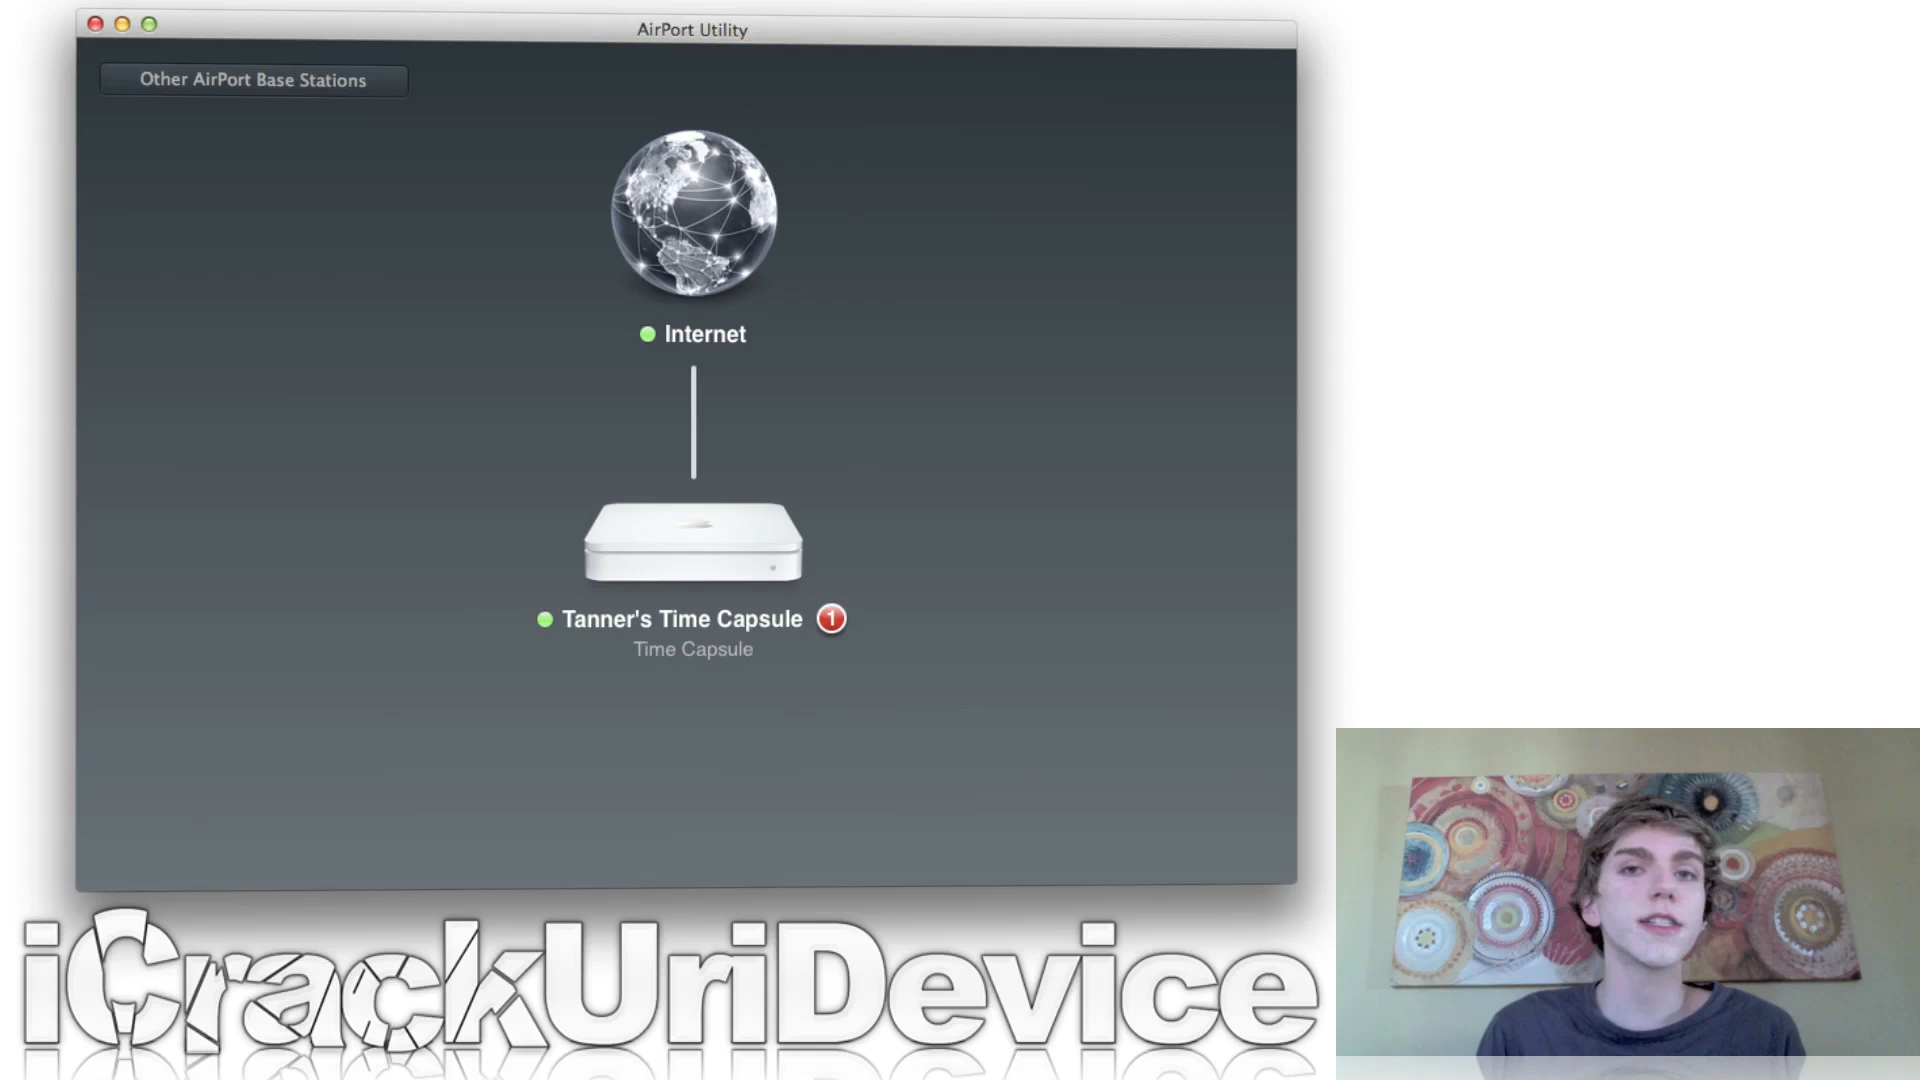 AirPort Utility
Other AirPort Base Stations
Internet
Tanner's Time Capsule 1
Time Capsule
iCrackUriDevice